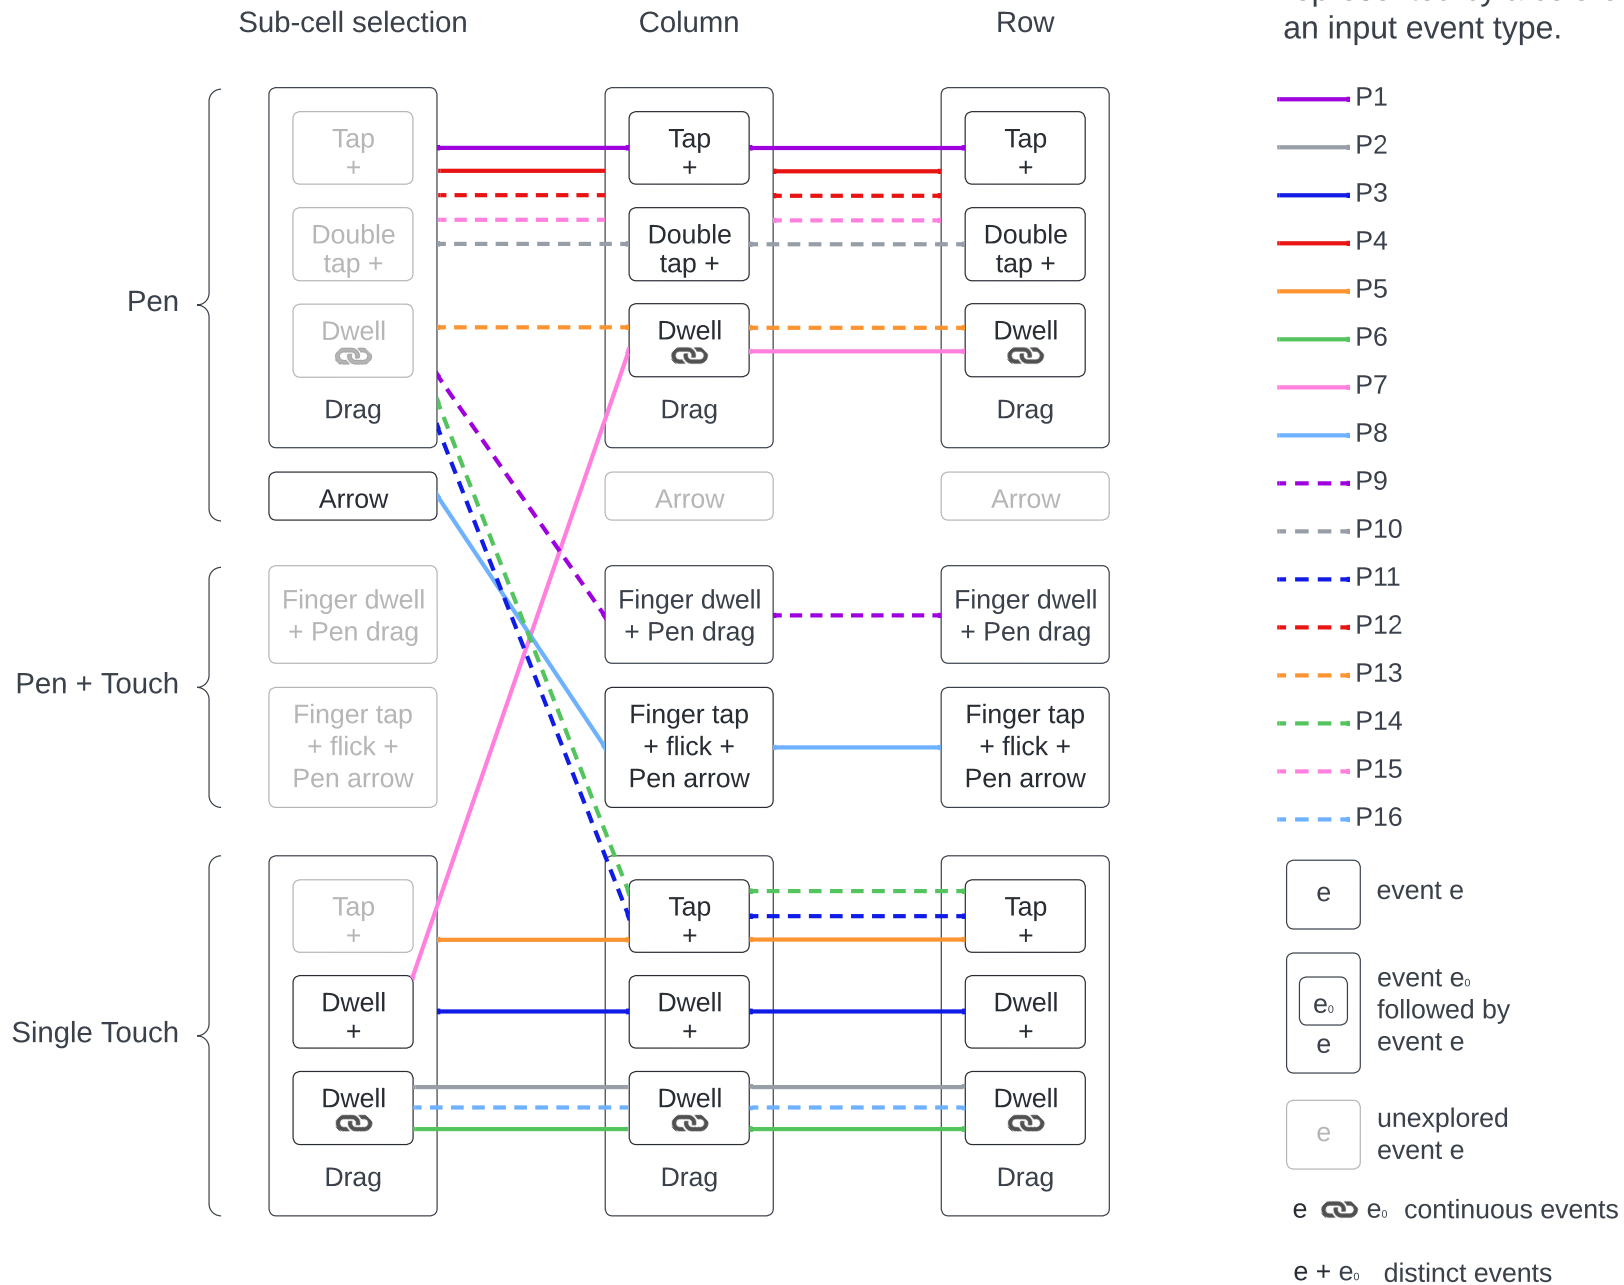 Sub-cell selection
Column
Row
an input event type.
Pen
Tap
+
Double
tap +
Dwell
Drag
Arrow
Tap
+
Double
tap +
Dwell
Drag
Arrow
Tap
+
Double
tap +
Dwell
Drag
Arrow
Pen + Touch
Finger dwell
+ Pen drag
Finger tap
+ flick +
Pen arrow
Finger dwell
+ Pen drag
Finger tap
+ flick +
Pen arrow
Finger dwell
+ Pen drag
Finger tap
+ flick +
Pen arrow
Single Touch
Tap
+
Dwell
+
Dwell
Drag
Tap
+
Dwell
+
Dwell
Drag
Tap
+
Dwell
+
Dwell
Drag
P1
P2
P3
P4
P5
P6
P7
P8
P9
P10
P11
P12
P13
P14
P15
P16
e
event e
e₀
e
event e₀
followed by
event e
e
unexplored
event e
e e₀ continuous events
e + e₀ distinct events